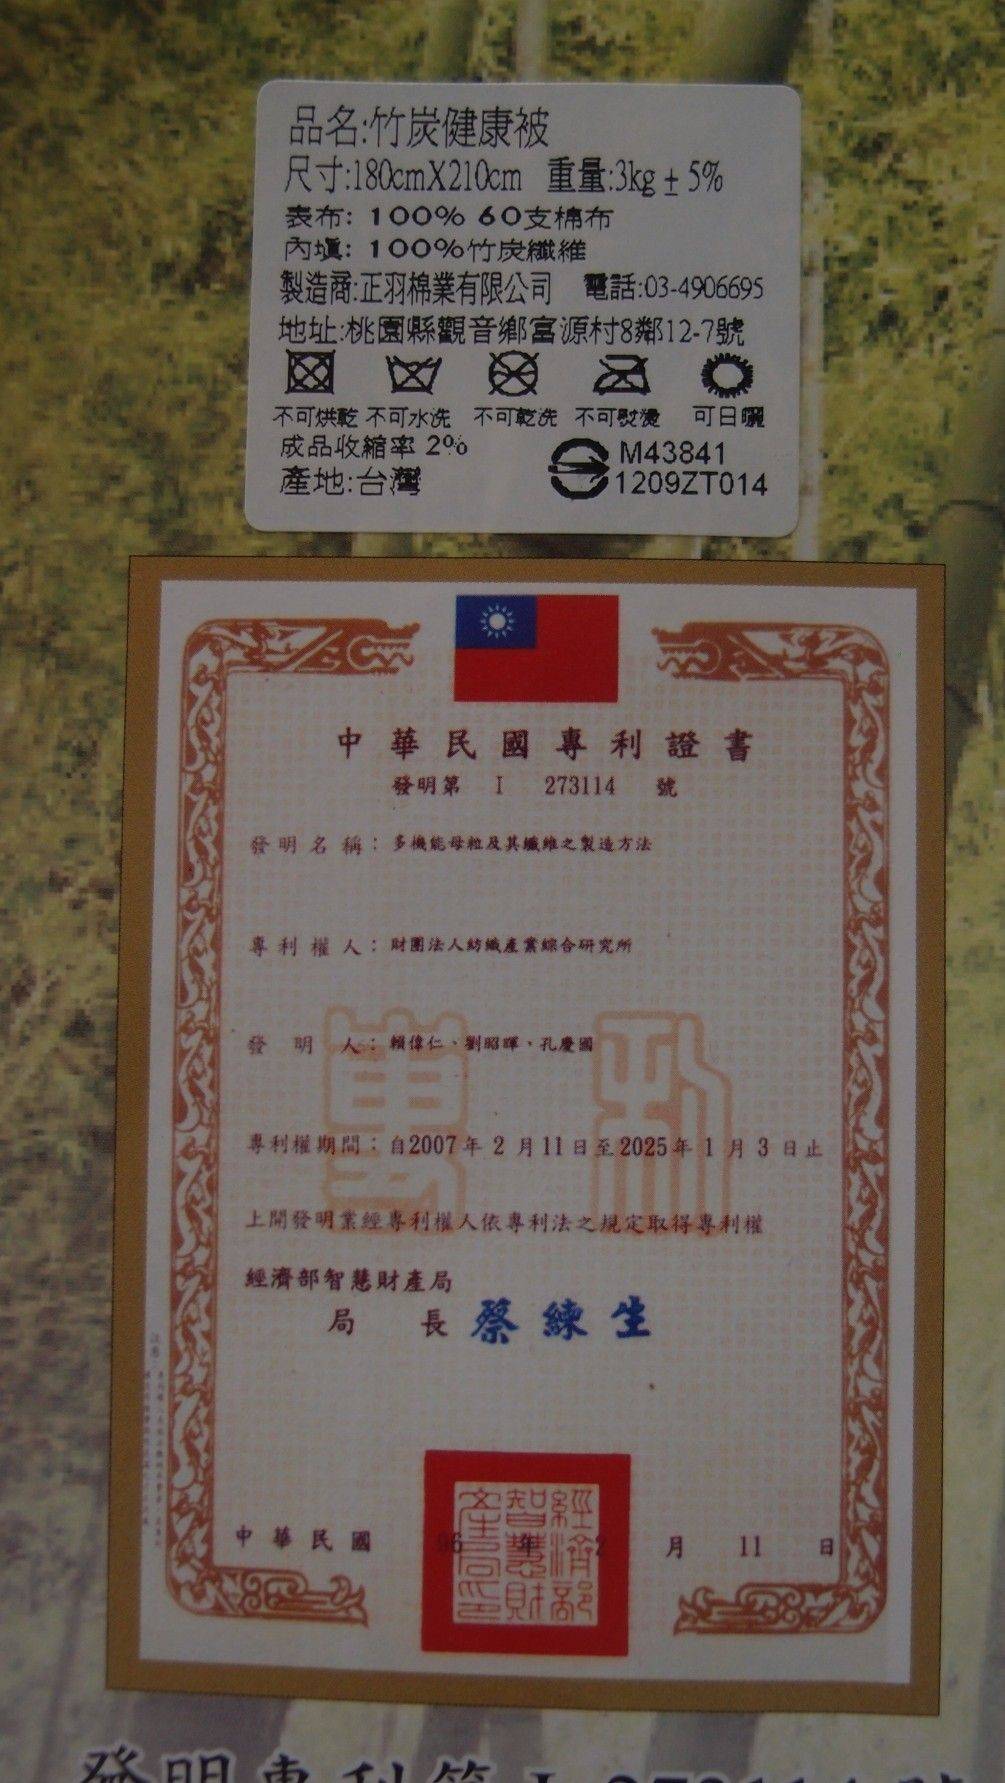 品名:竹炭健康被
尺寸:180cmX210cm 重量:3kg ± 5%
表布: 100% 60支棉布
內填: 100%竹炭纖維
製造商:正羽棉業有限公司 電話:03-4906695
地址:桃園縣觀音鄉富源村8鄰12-7號
不可烘乾 不可水洗 不可乾洗 不可熨燙 可日曬
成品收縮率 2%
產地:台灣
M43841
1209ZT014
中華民國專利證書
發明第 I 273114 號
發明名稱：多機能母粒及其纖維之製造方法
專利權人：財團法人紡織產業綜合研究所
發明人：賴偉仁、劉昭暉、孔慶國
專利權期間：自2007年 2 月 11 日至 2025年 1 月 3 日止
上開發明業經專利權人依專利法之規定取得專利權
經濟部智慧財產局
局長 蔡練生
中華民國 96 年 2 月 11 日
經濟部
智慧財
產局印
發明專利第 I 273114 號